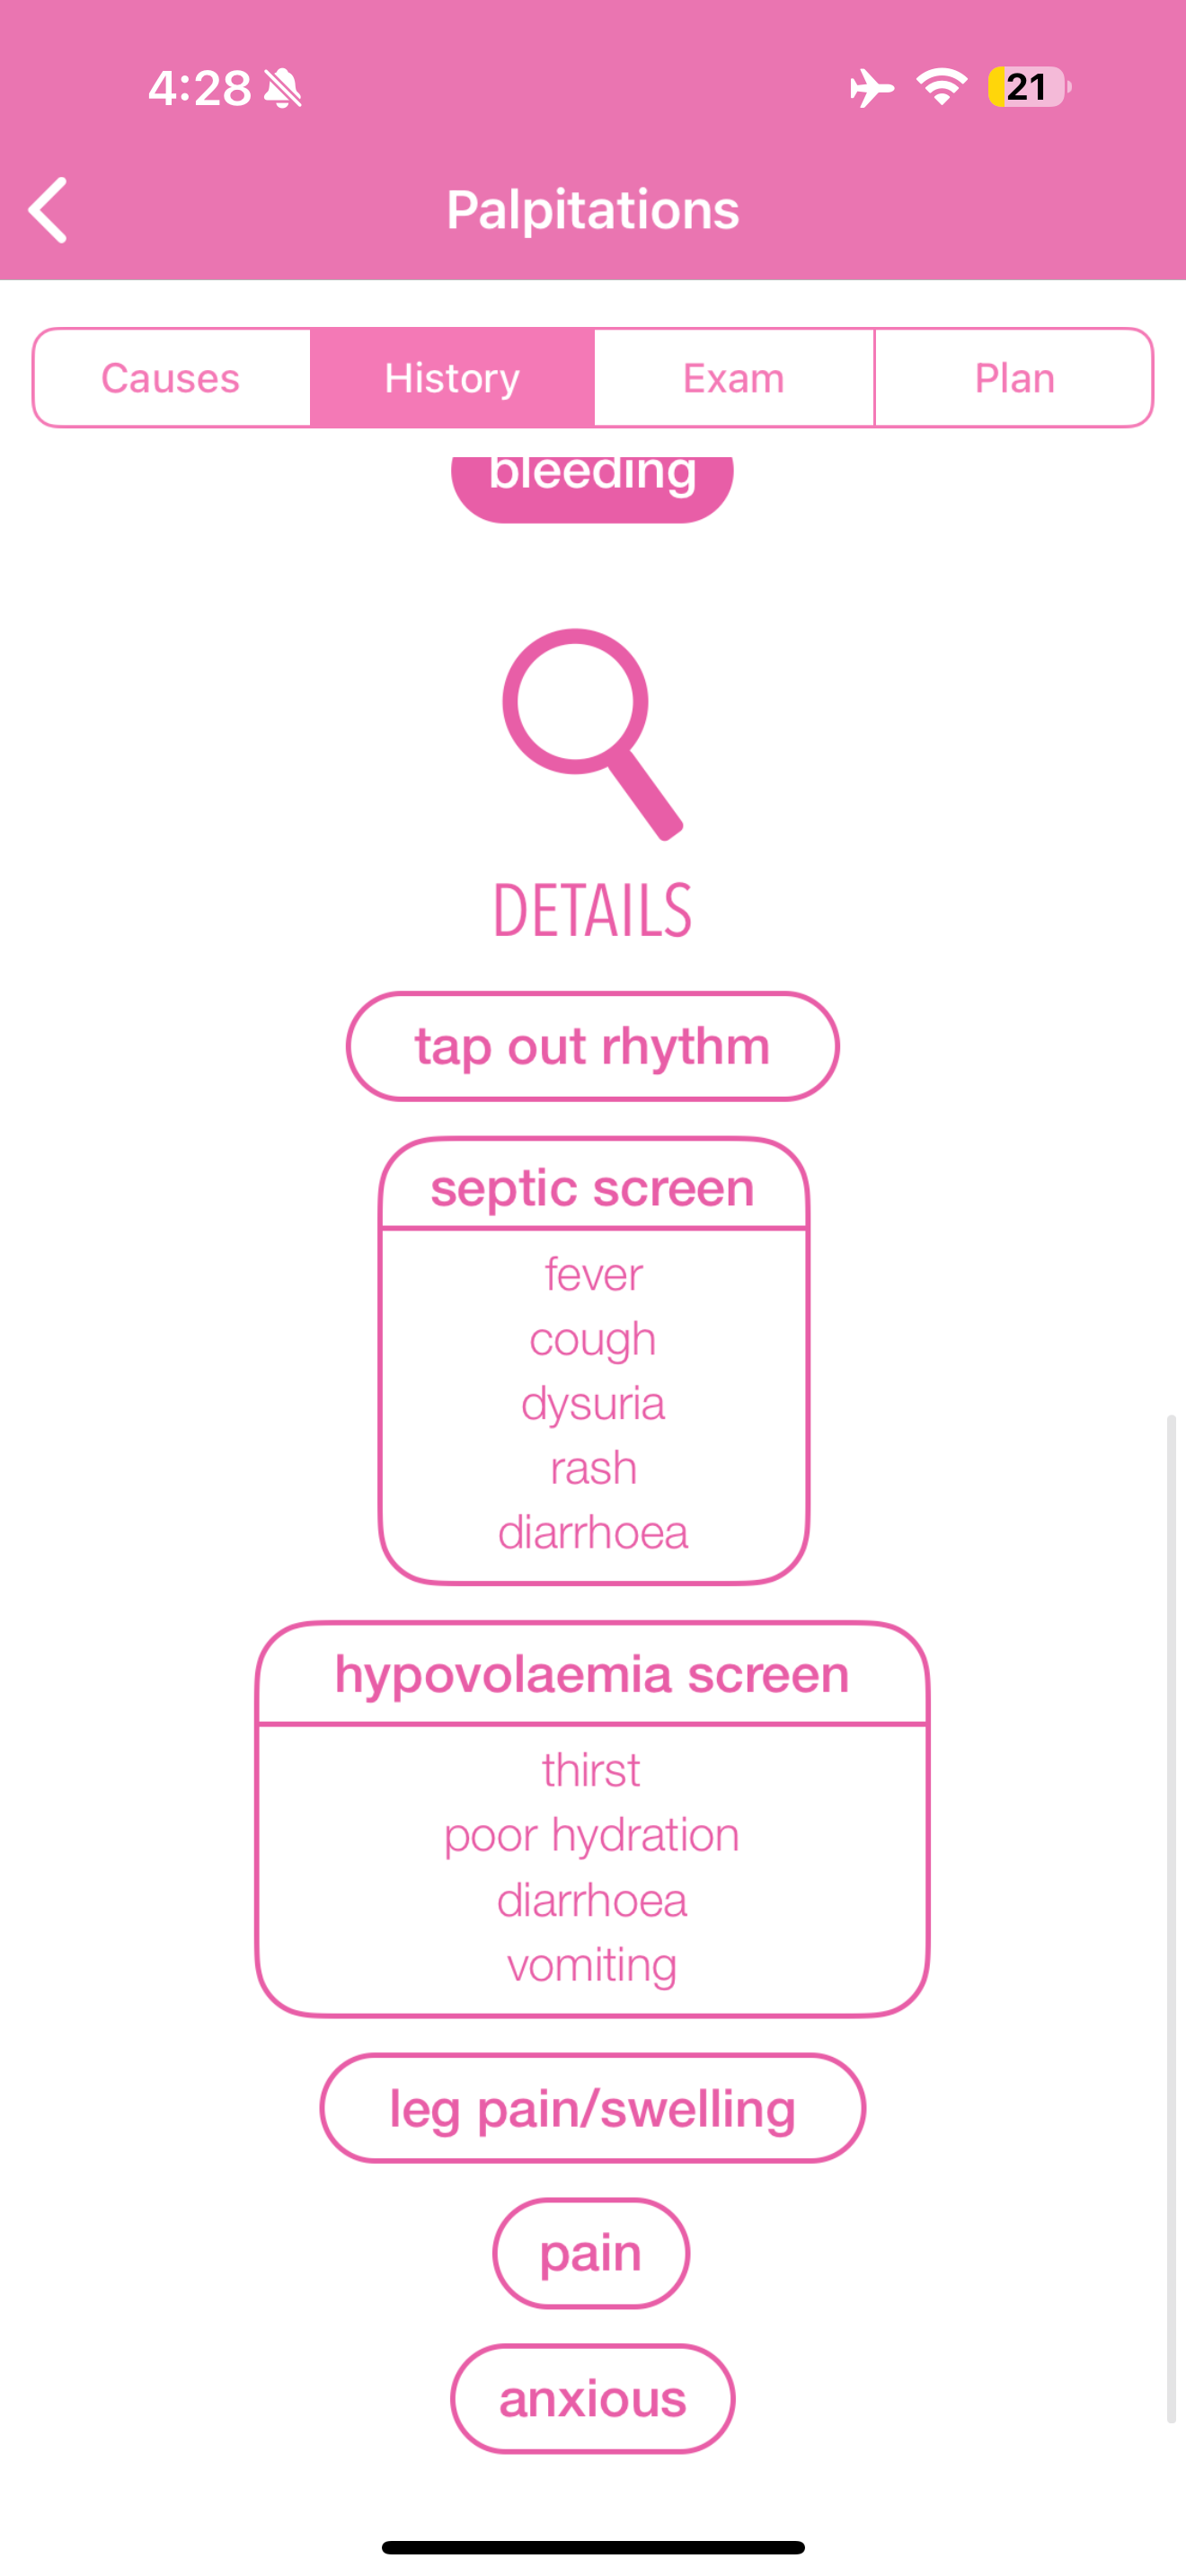 4:28
21
Palpitations
Causes
History
Exam
Plan
bleeding
DETAILS
tap out rhythm
septic screen
fever
cough
dysuria
rash
diarrhoea
hypovolaemia screen
thirst
poor hydration
diarrhoea
vomiting
leg pain/swelling
pain
anxious